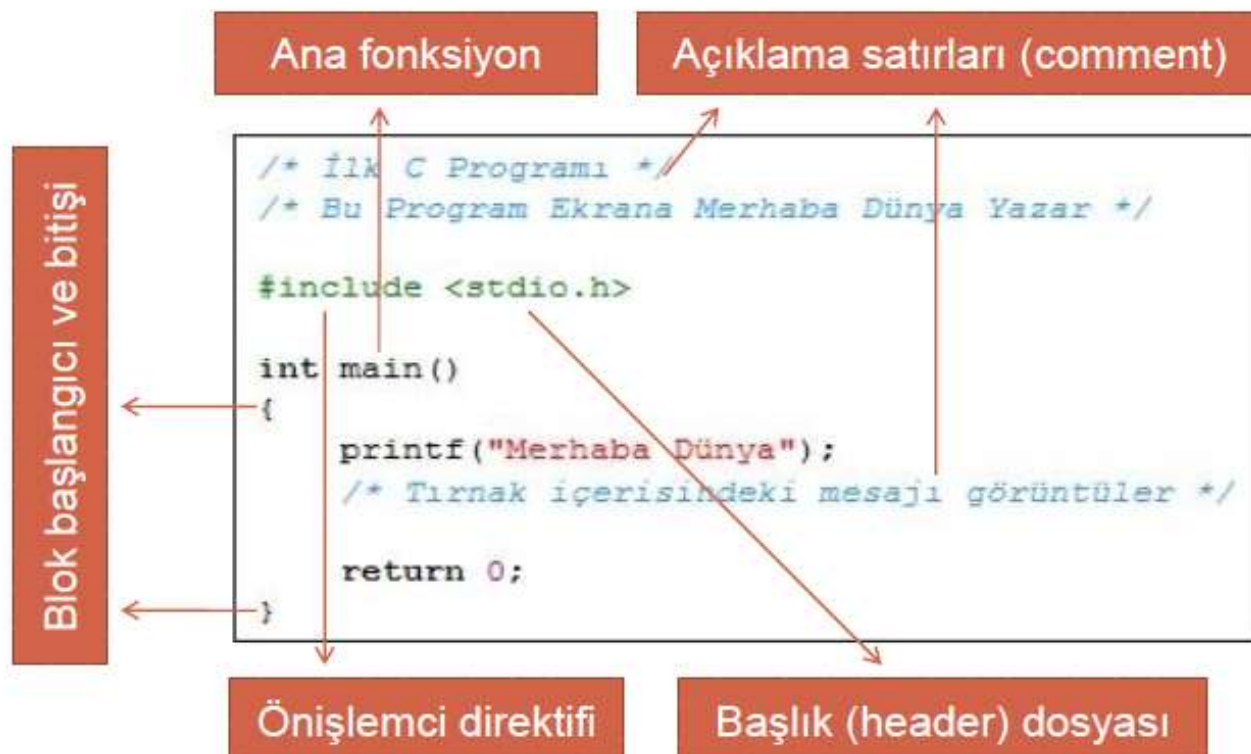 Ana fonksiyon
Açıklama satırları (comment)
Blok başlangıcı ve bitişi
/* İlk C Programı */
/* Bu Program Ekrana Merhaba Dünya Yazar */
#include <stdio.h>
int main()
{
printf("Merhaba Dünya");
/* Tırnak içerisindeki mesajı görüntüler */
return 0;
}
Önişlemci direktifi
Başlık (header) dosyası